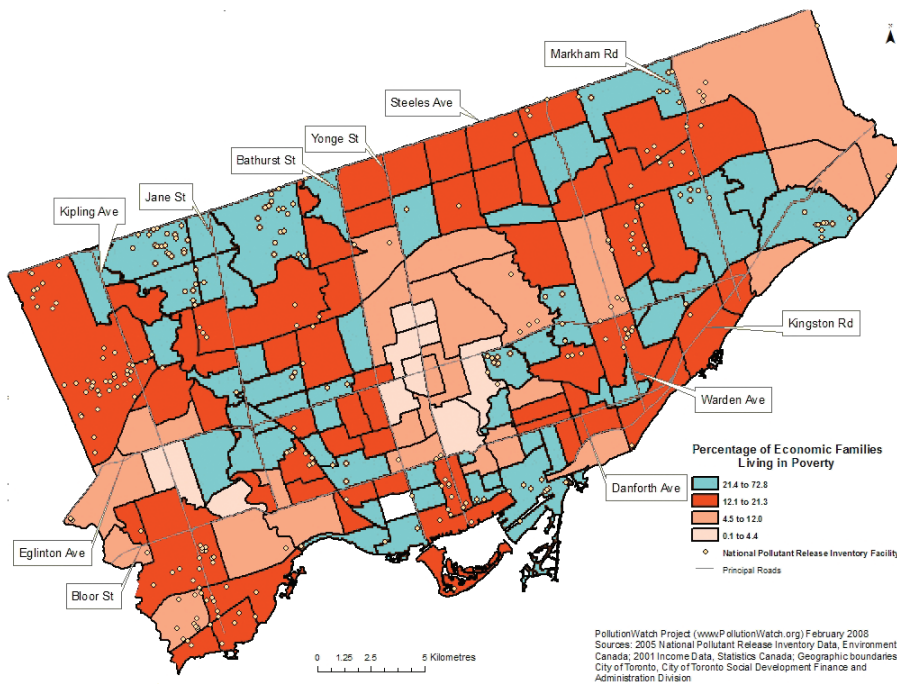 Markham Rd
Steeles Ave
Yonge St
Bathurst St
Jane St
Kipling Ave
Kingston Rd
Warden Ave
Danforth Ave
Eglinton Ave
Bloor St
Percentage of Economic Families
Living in Poverty
21.4 to 72.8
12.1 to 21.3
4.5 to 12.0
0.1 to 4.4
National Pollutant Release Inventory Facility
Principal Roads
0 1.25 2.5 5 Kilometres
PollutionWatch Project (www.PollutionWatch.org) February 2008
Sources: 2005 National Pollutant Release Inventory Data, Environment
Canada; 2001 Income Data, Statistics Canada; Geographic boundaries
City of Toronto, City of Toronto Social Development Finance and
Administration Division